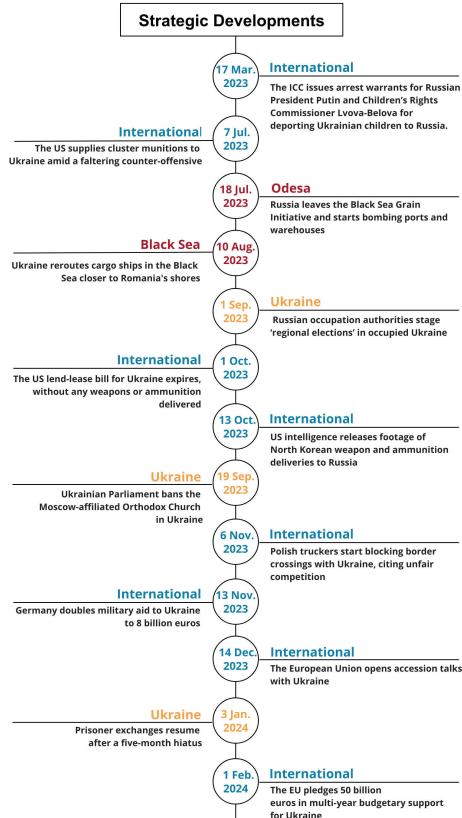 Strategic Developments
17 Mar.
2023
International
The ICC issues arrest warrants for Russian
President Putin and Children's Rights
Commissioner Lvova-Belova for
deporting Ukrainian children to Russia.
International
7 Jul.
2023
The US supplies cluster munitions to
Ukraine amid a faltering counter-offensive
18 Jul.
2023
Odesa
Russia leaves the Black Sea Grain
Initiative and starts bombing ports and
warehouses
Black Sea
10 Aug.
2023
Ukraine reroutes cargo ships in the Black
Sea closer to Romania's shores
1 Sep.
2023
Ukraine
Russian occupation authorities stage
'regional elections' in occupied Ukraine
International
1 Oct.
2023
The US lend-lease bill for Ukraine expires,
without any weapons or ammunition
delivered
13 Oct.
2023
International
US intelligence releases footage of
North Korean weapon and ammunition
deliveries to Russia
Ukraine
19 Sep.
2023
Ukrainian Parliament bans the
Moscow-affiliated Orthodox Church
in Ukraine
6 Nov.
2023
International
Polish truckers start blocking border
crossings with Ukraine, citing unfair
competition
International
13 Nov.
2023
Germany doubles military aid to Ukraine
to 8 billion euros
14 Dec.
2023
International
The European Union opens accession talks
with Ukraine
Ukraine
3 Jan.
2024
Prisoner exchanges resume
after a five-month hiatus
1 Feb.
2024
International
The EU pledges 50 billion
euros in multi-year budgetary support
for Ukraine